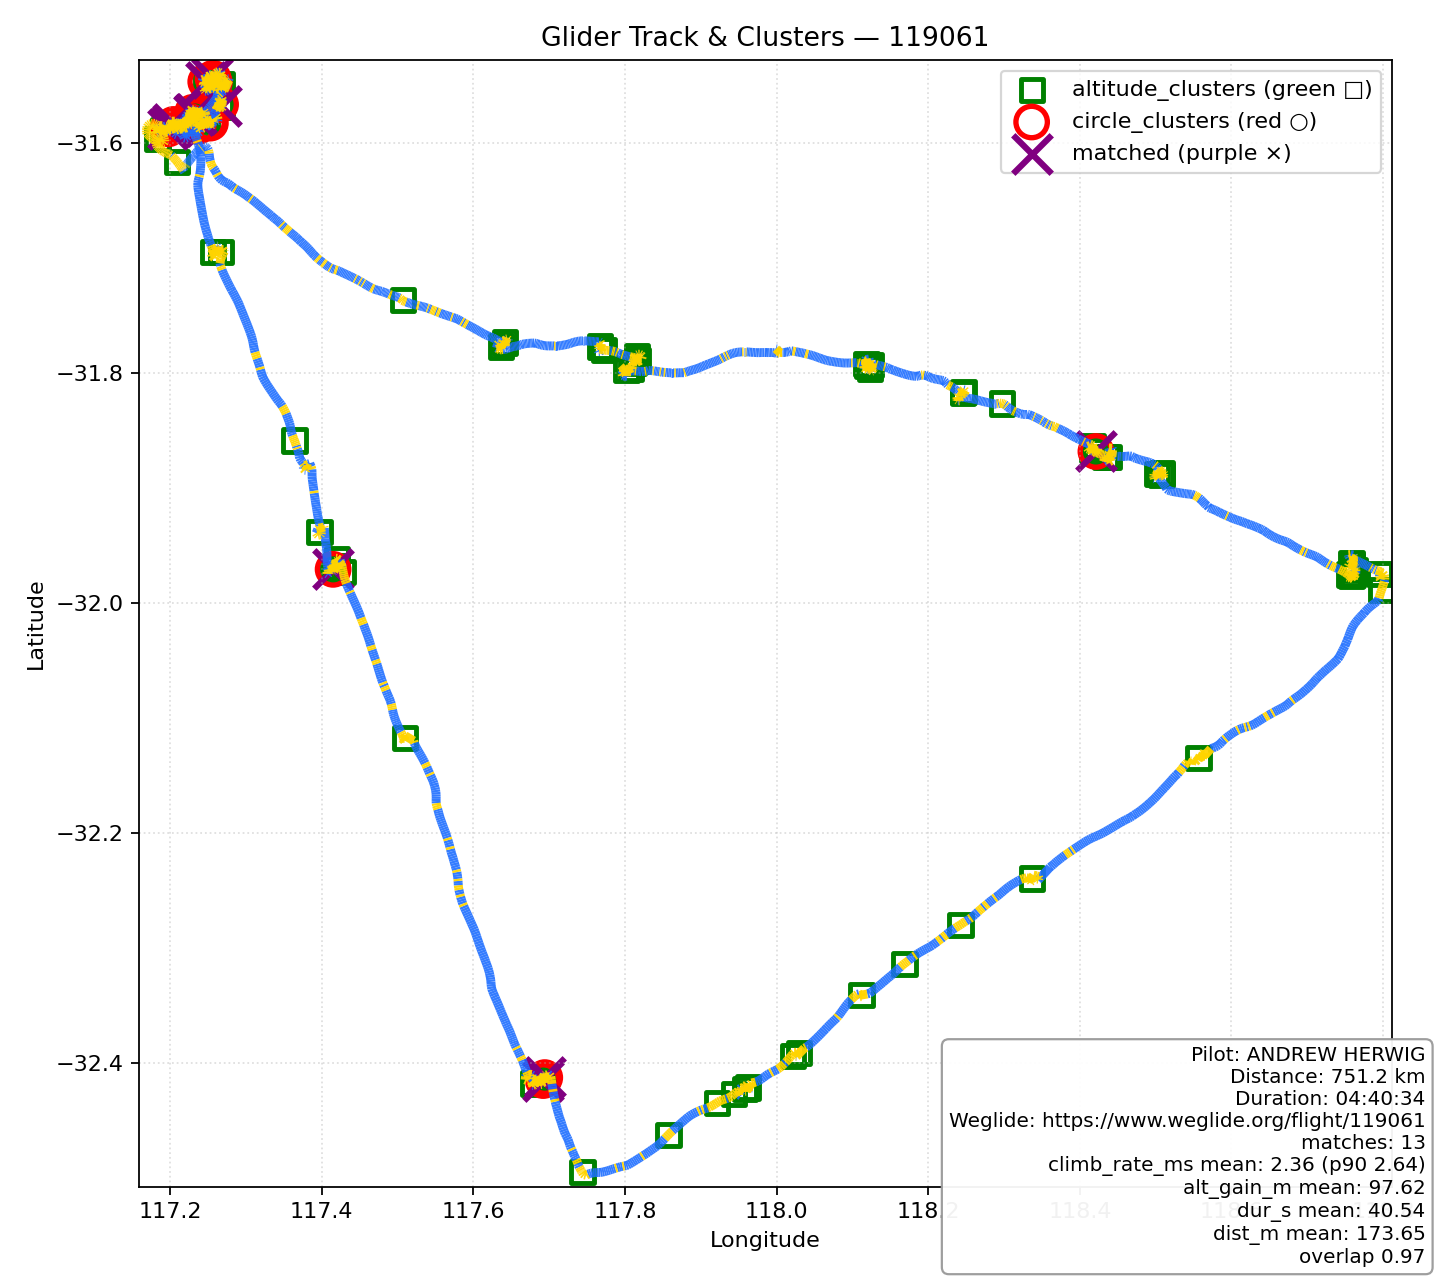 Glider Track & Clusters — 119061
altitude_clusters (green □)
circle_clusters (red ○)
matched (purple ×)
−31.6
−31.8
−32.0
−32.2
−32.4
Latitude
117.2
117.4
117.6
117.8
118.0
118.2
118.4
Longitude
Pilot: ANDREW HERWIG
Distance: 751.2 km
Duration: 04:40:34
Weglide: https://www.weglide.org/flight/119061
matches: 13
climb_rate_ms mean: 2.36 (p90 2.64)
alt_gain_m mean: 97.62
dur_s mean: 40.54
dist_m mean: 173.65
overlap 0.97